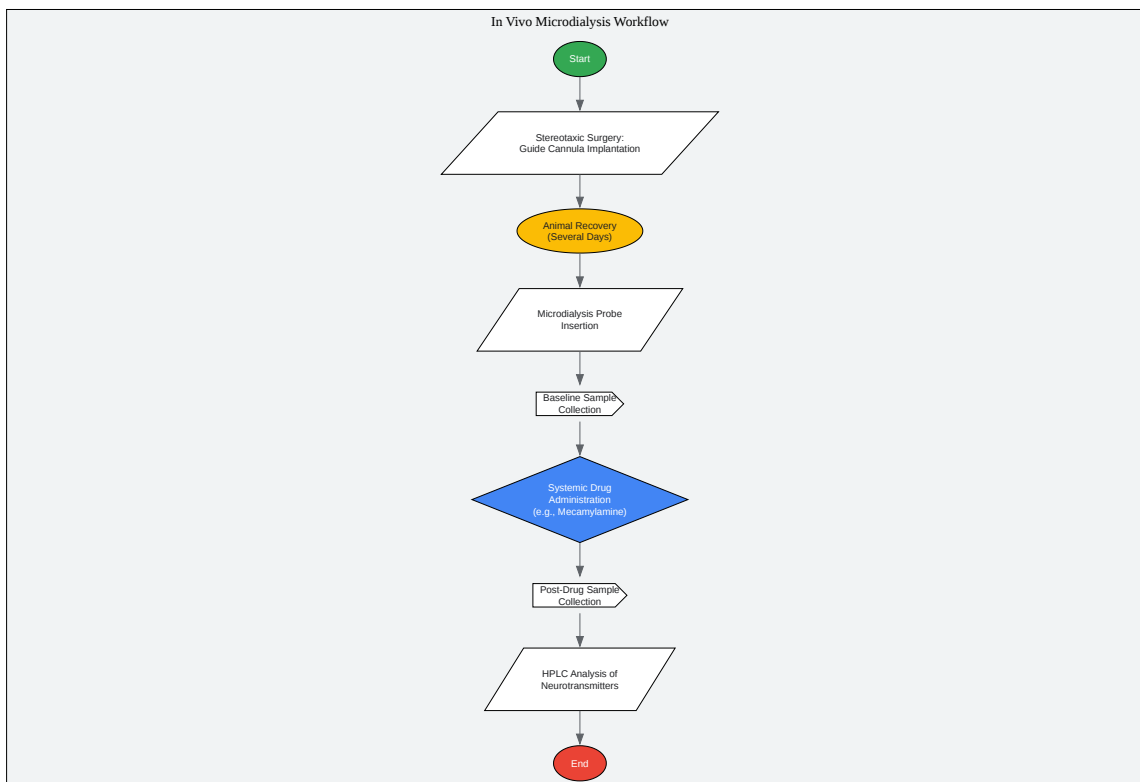 In Vivo Microdialysis Workflow
Start
Stereotaxic Surgery:
Guide Cannula Implantation
Animal Recovery
(Several Days)
Microdialysis Probe
Insertion
Baseline Sample
Collection
Systemic Drug
Administration
(e.g., Mecamylamine)
Post-Drug Sample
Collection
HPLC Analysis of
Neurotransmitters
End